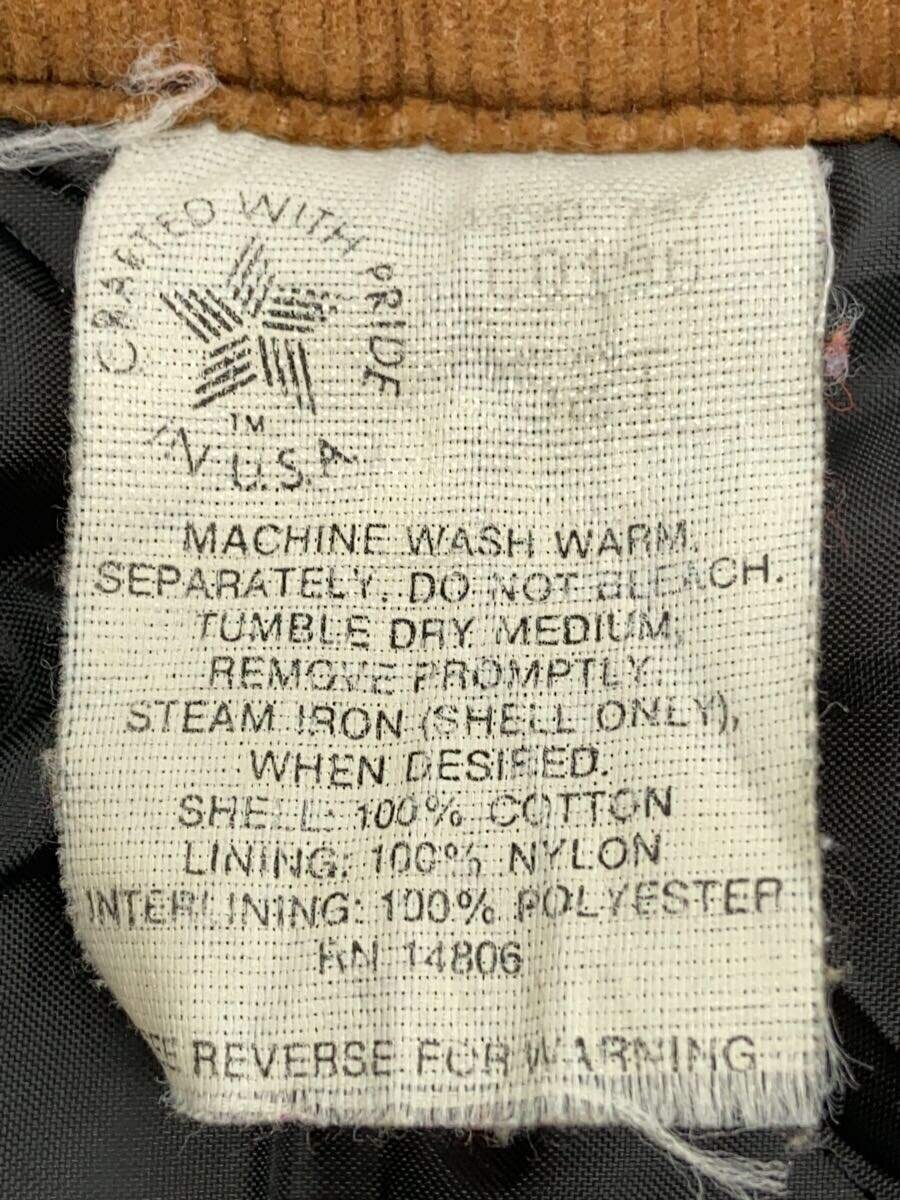 CRAFTED WITH PRIDE
IN U.S.A
TM
MACHINE WASH WARM,
SEPARATELY. DO NOT BLEACH.
TUMBLE DRY MEDIUM,
REMOVE PROMPTLY.
STEAM IRON (SHELL ONLY),
WHEN DESIRED.
SHELL: 100% COTTON
LINING: 100% NYLON
INTERLINING: 100% POLYESTER
RN 14806
REVERSE FOR WARNING